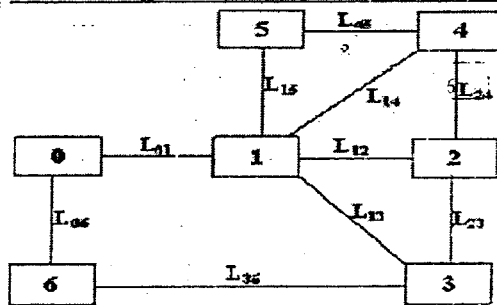 5 L₄₅ 4
L₁₅ L₁₄ L₂₄
0 L₀₁ 1 L₁₂ 2
L₀₆ L₁₃ L₂₃
6 L₃₆ 3